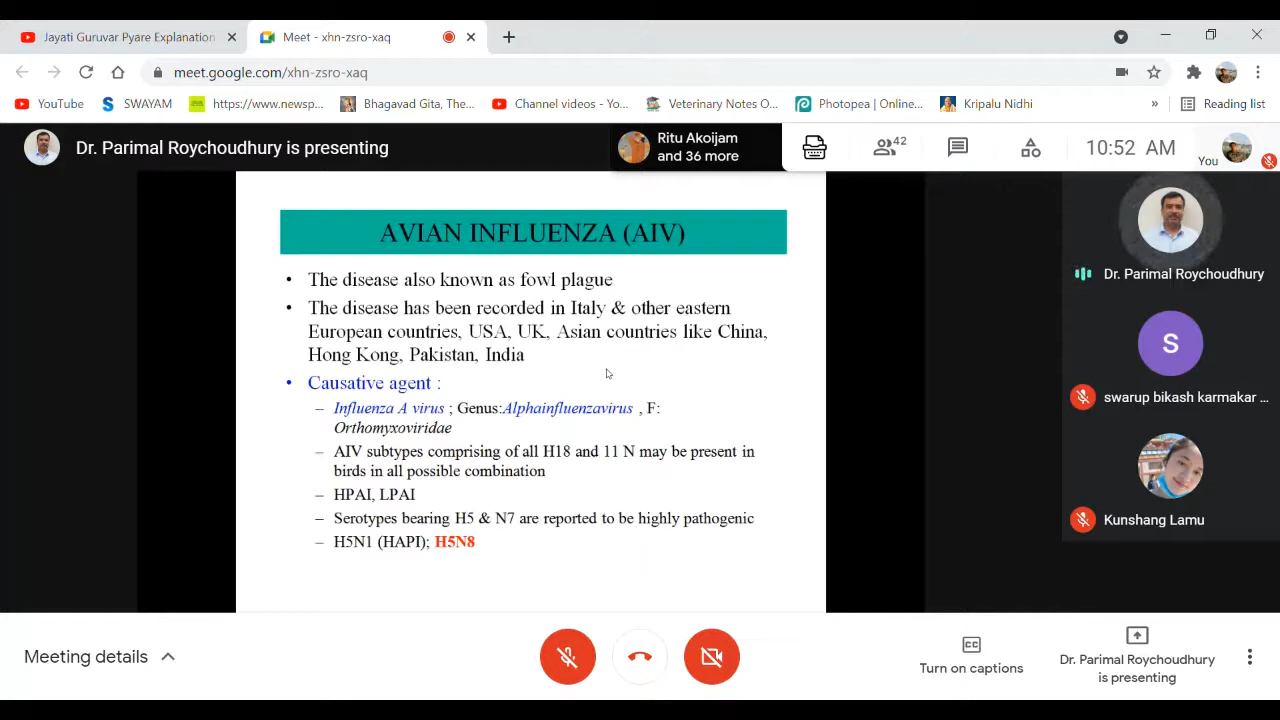 Jayati Guruvar Pyare Explanation
Meet - xhn-zsro-xaq
meet.google.com/xhn-zsro-xaq
YouTube
SWAYAM
https://www.newsp...
Bhagavad Gita, The...
Channel videos - Yo...
Veterinary Notes O...
Photopea | Online...
Kripalu Nidhi
»
Reading list
Dr. Parimal Roychoudhury is presenting
Ritu Akoijam
and 36 more
42
10:52 AM
You
AVIAN INFLUENZA (AIV)
• The disease also known as fowl plague
• The disease has been recorded in Italy & other eastern
European countries, USA, UK, Asian countries like China,
Hong Kong, Pakistan, India
• Causative agent :
– Influenza A virus ; Genus:Alphainfluenzavirus , F:
Orthomyxoviridae
– AIV subtypes comprising of all H18 and 11 N may be present in
birds in all possible combination
– HPAI, LPAI
– Serotypes bearing H5 & N7 are reported to be highly pathogenic
– H5N1 (HAPI); H5N8
Dr. Parimal Roychoudhury
S
swarup bikash karmakar ...
Kunshang Lamu
Meeting details
CC
Turn on captions
Dr. Parimal Roychoudhury
is presenting